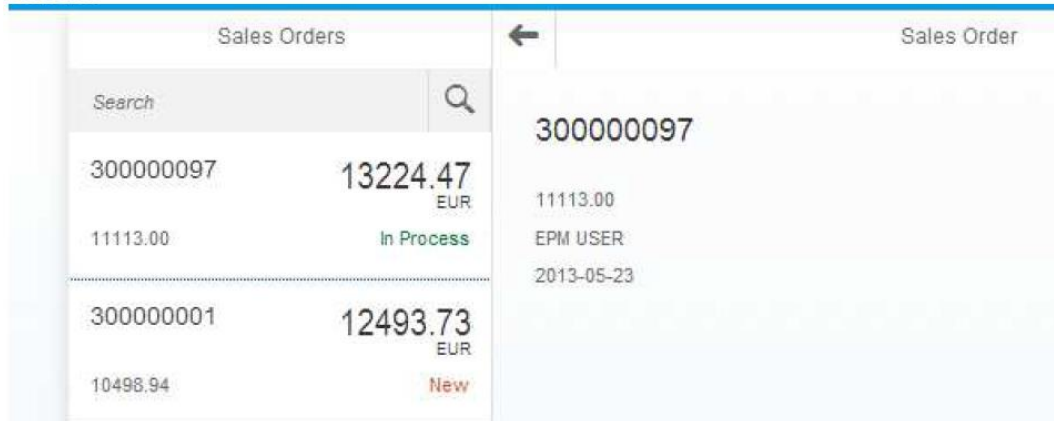 Sales Orders
Search
300000097 13224.47
EUR
11113.00 In Process
300000001 12493.73
EUR
10498.94 New
Sales Order
300000097
11113.00
EPM USER
2013-05-23